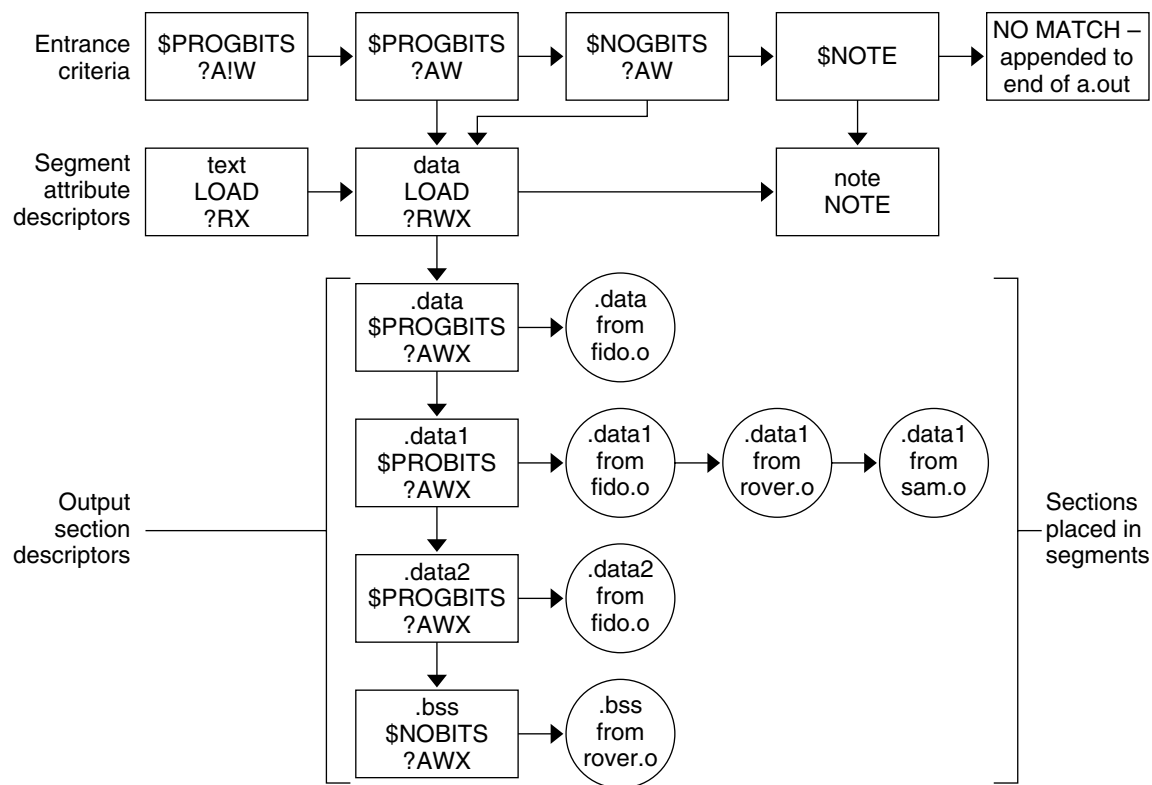 Entrance
criteria
$PROGBITS
?A!W
$PROGBITS
?AW
$NOGBITS
?AW
$NOTE
NO MATCH –
appended to
end of a.out
Segment
attribute
descriptors
text
LOAD
?RX
data
LOAD
?RWX
note
NOTE
.data
$PROGBITS
?AWX
.data
from
fido.o
.data1
$PROBITS
?AWX
.data1
from
fido.o
.data1
from
rover.o
.data1
from
sam.o
Output
section
descriptors
Sections
placed in
segments
.data2
$PROGBITS
?AWX
.data2
from
fido.o
.bss
$NOBITS
?AWX
.bss
from
rover.o